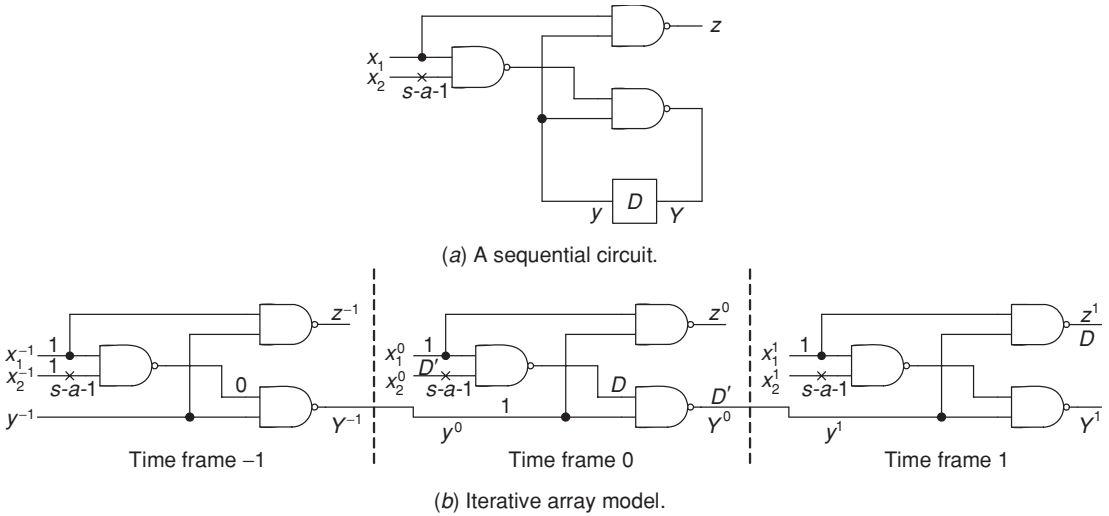 z
x₁
x₂
s-a-1
y D Y
(a) A sequential circuit.
z⁻¹ z⁰ z¹
D
x₁⁻¹ 1 x₁⁰ 1 x₁¹ 1
x₂⁻¹ 1 x₂⁰ D′ x₂¹
s-a-1 s-a-1 s-a-1
0 D D′
1
y⁻¹ Y⁻¹ y⁰ Y⁰ y¹ Y¹
Time frame −1 Time frame 0 Time frame 1
(b) Iterative array model.